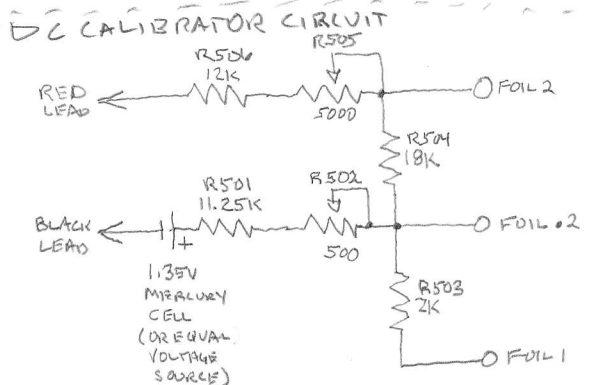 DC CALIBRATOR CIRCUIT
R505
R506
12K
RED
LEAD
5000
FOIL 2
R504
18K
R502
R501
11.25K
BLACK
LEAD
+
500
FOIL .2
1.35V
MERCURY
CELL
(OR EQUAL
VOLTAGE
SOURCE)
R503
2K
FOIL 1